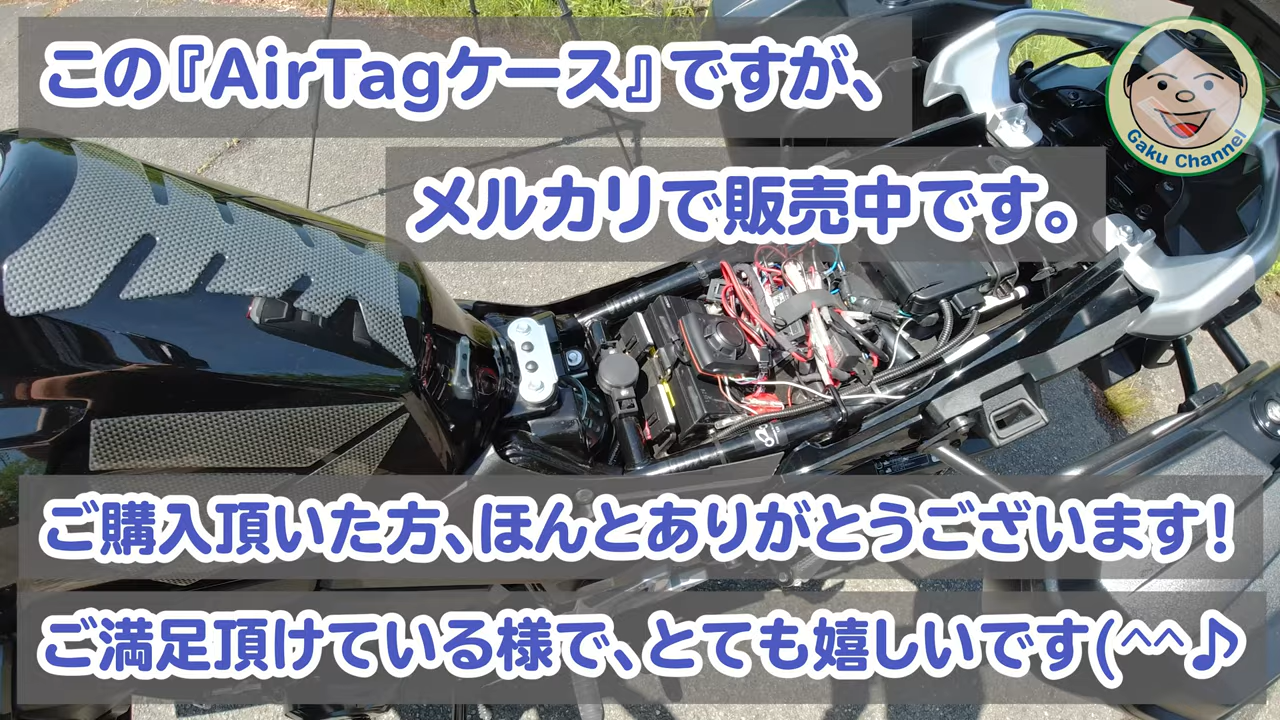 この『AirTagケース』ですが、
メルカリで販売中です。
Gaku Channel
ご購入頂いた方、ほんとありがとうございます!
ご満足頂けている様で、とても嬉しいです(^^♪